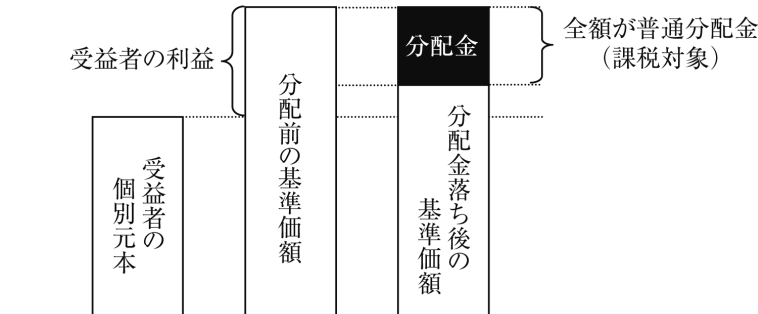 受益者の利益
受益者の
個別元本
分配前の基準価額
分配金
分配金落ち後の
基準価額
全額が普通分配金
（課税対象）